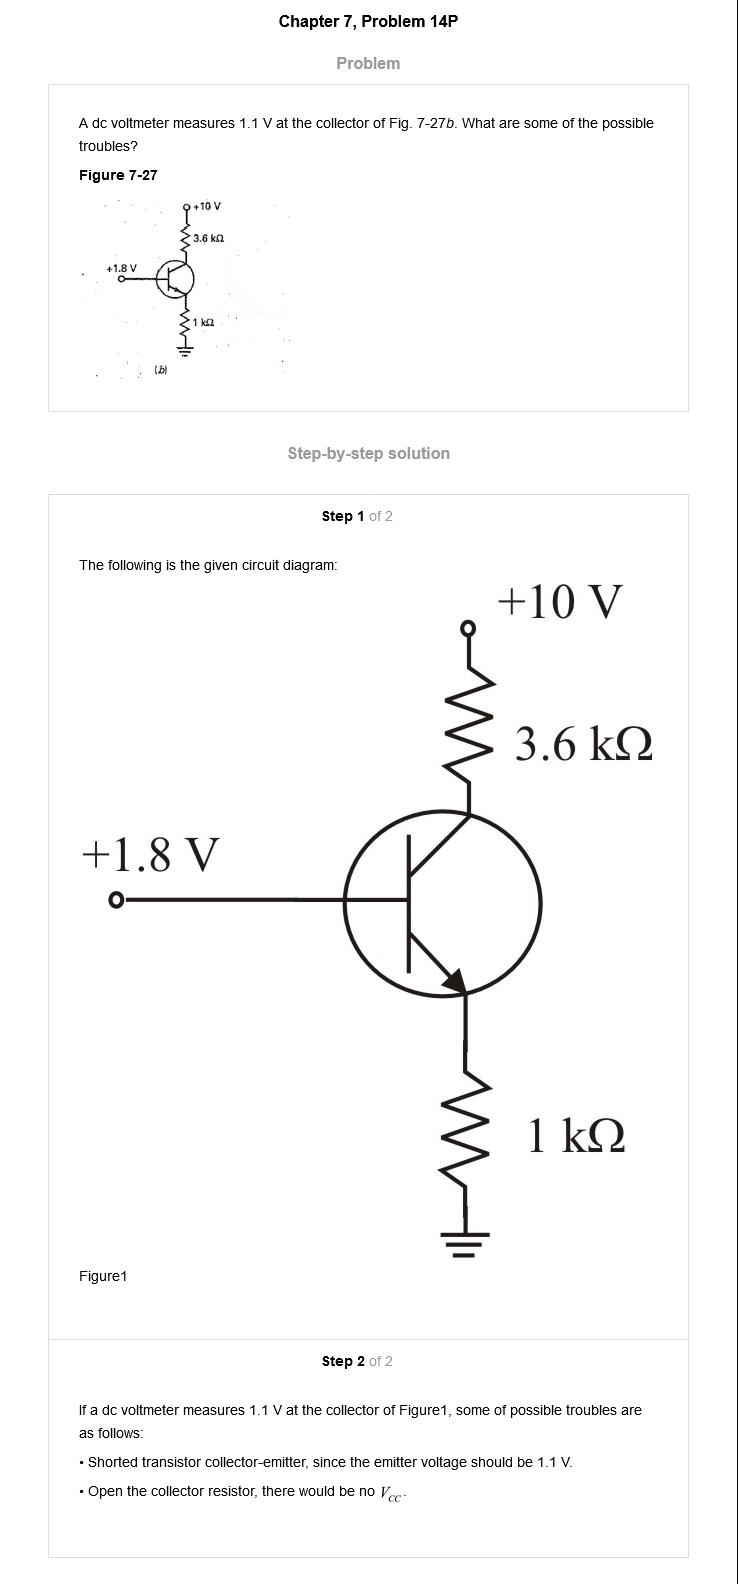 Chapter 7, Problem 14P
Problem
A dc voltmeter measures 1.1 V at the collector of Fig. 7-27b. What are some of the possible
troubles?
Figure 7-27
+10 V
3.6 kΩ
+1.8 V
1 kΩ
(b)
Step-by-step solution
Step 1 of 2
The following is the given circuit diagram:
+10 V
3.6 kΩ
+1.8 V
1 kΩ
Figure1
Step 2 of 2
If a dc voltmeter measures 1.1 V at the collector of Figure1, some of possible troubles are
as follows:
• Shorted transistor collector-emitter, since the emitter voltage should be 1.1 V.
• Open the collector resistor, there would be no V_CC.